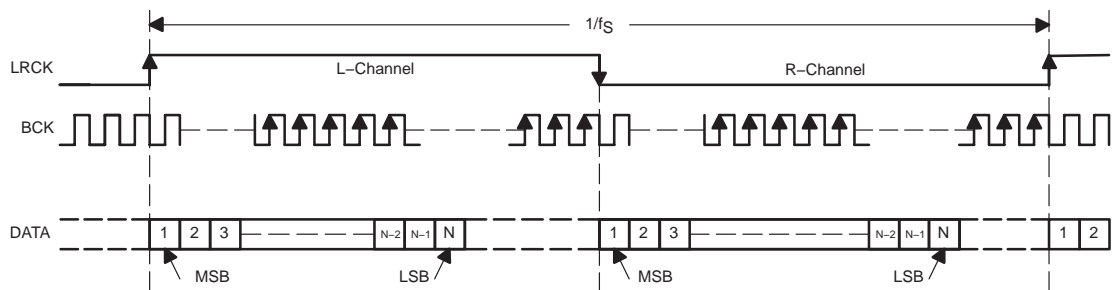 1/fS
LRCK
L–Channel
R–Channel
BCK
DATA
1 2 3 N–2 N–1 N 1 2 3 N–2 N–1 N 1 2
MSB LSB MSB LSB